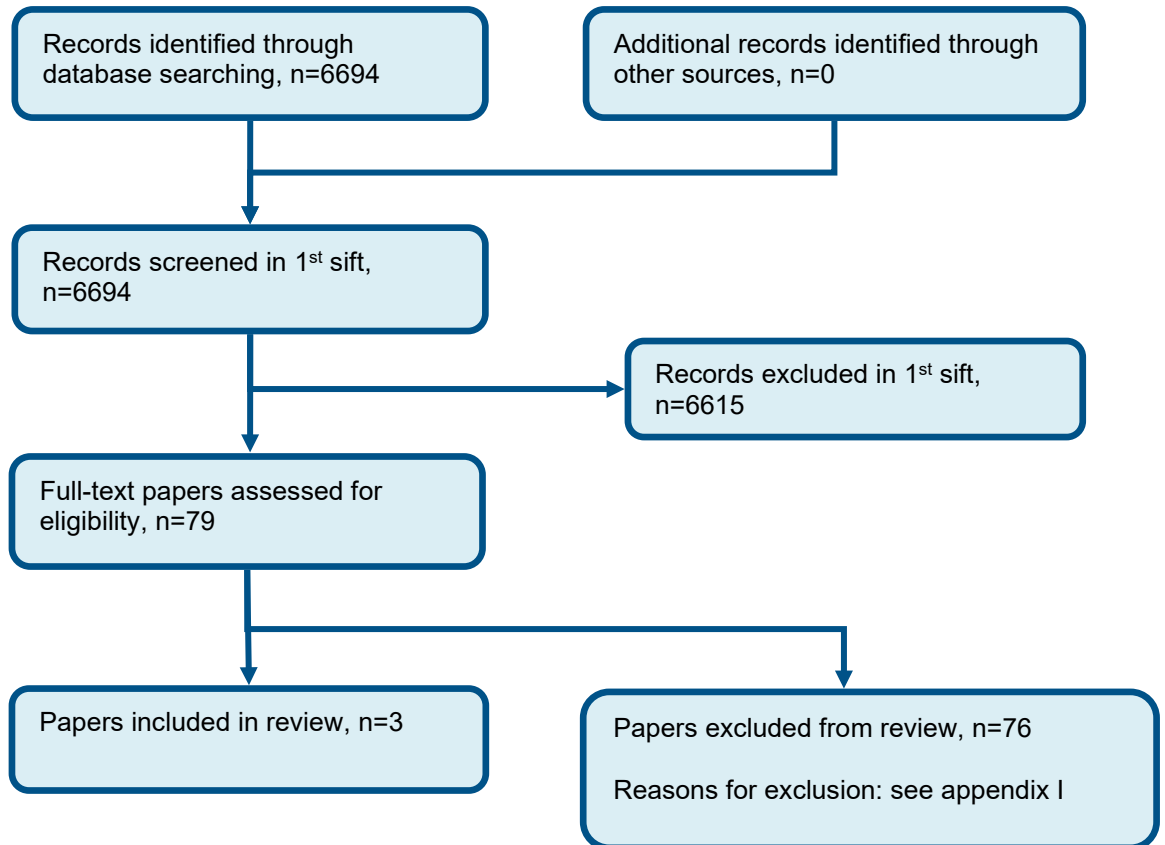 Records identified through
database searching, n=6694
Additional records identified through
other sources, n=0
Records screened in 1st sift,
n=6694
Records excluded in 1st sift,
n=6615
Full-text papers assessed for
eligibility, n=79
Papers included in review, n=3
Papers excluded from review, n=76
Reasons for exclusion: see appendix I